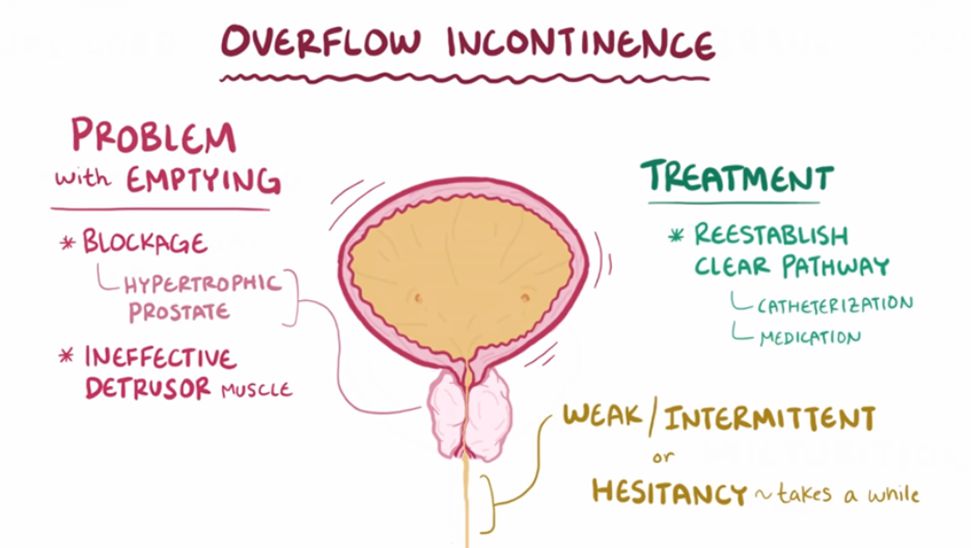 OVERFLOW INCONTINENCE
PROBLEM
with EMPTYING
* BLOCKAGE
HYPERTROPHIC
PROSTATE
* INEFFECTIVE
DETRUSOR MUSCLE
TREATMENT
* REESTABLISH
CLEAR PATHWAY
CATHETERIZATION
MEDICATION
WEAK/INTERMITTENT
or
HESITANCY ~takes a while